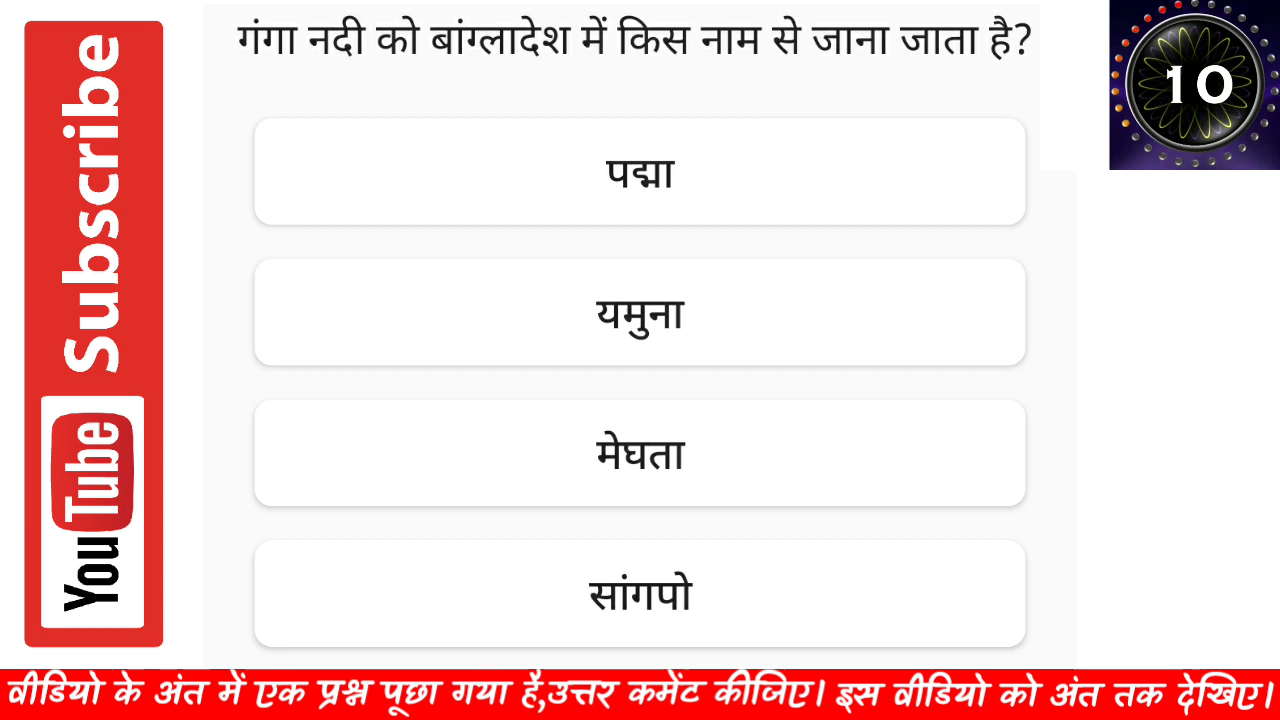 गंगा नदी को बांग्लादेश में किस नाम से जाना जाता है?
10
पद्मा
यमुना
मेघता
सांगपो
YouTube Subscribe
वीडियो के अंत में एक प्रश्न पूछा गया है,उत्तर कमेंट कीजिए। इस वीडियो को अंत तक देखिए।